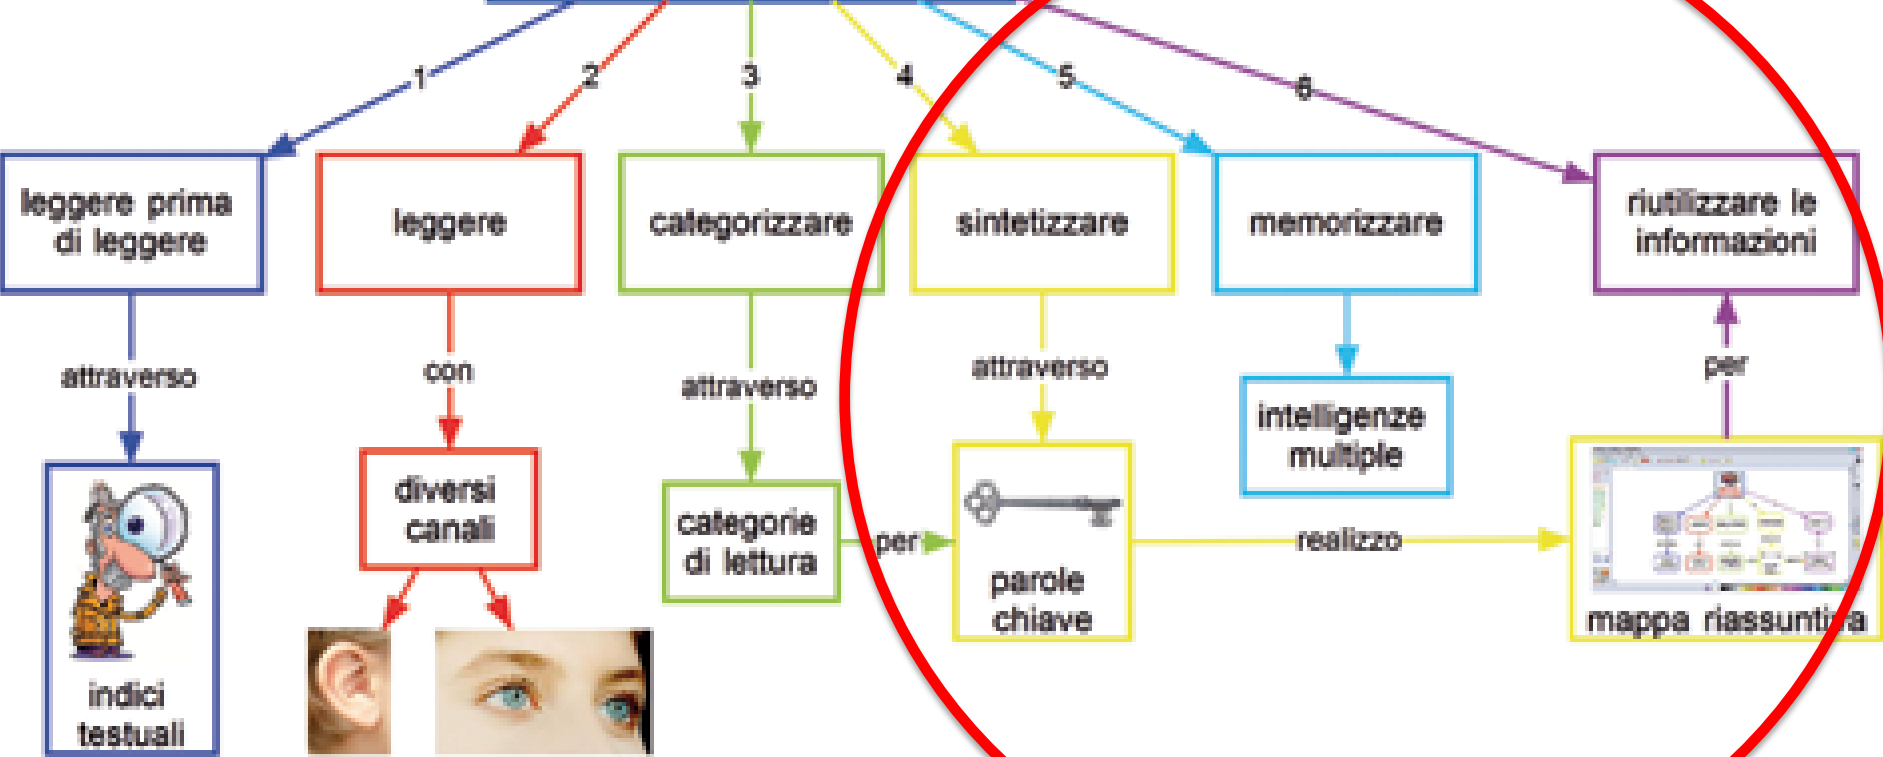 1
2
3
4
5
6
leggere prima
di leggere
leggere
categorizzare
sintetizzare
memorizzare
riutilizzare le
informazioni
attraverso
con
attraverso
attraverso
per
indici
testuali
diversi
canali
categorie
di lettura
per
parole
chiave
realizzo
intelligenze
multiple
mappa riassuntiva